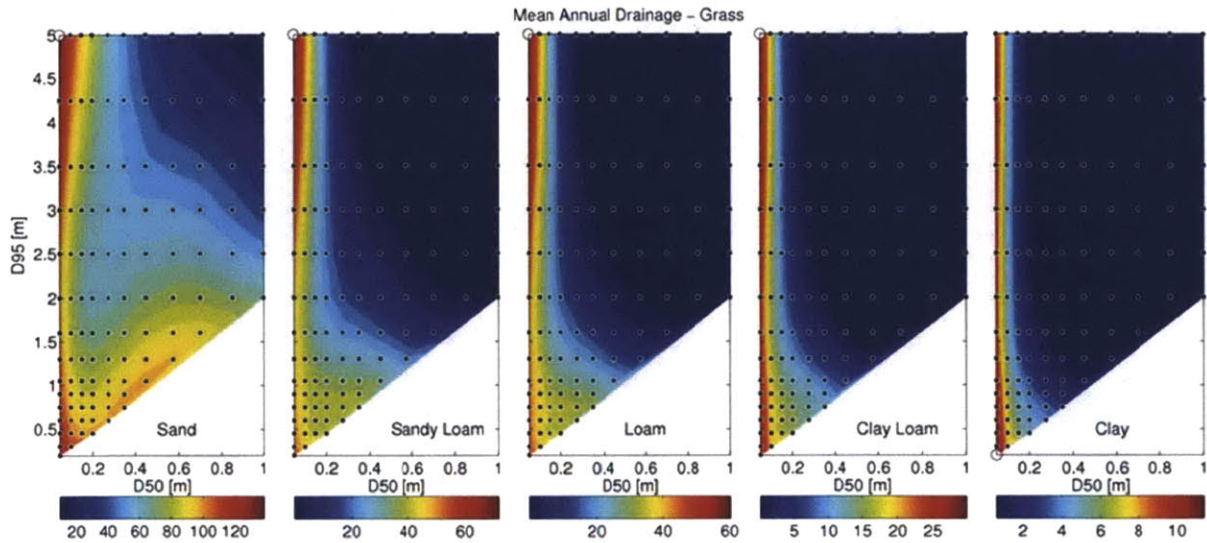 Mean Annual Drainage – Grass
D95 [m]
5
4.5
4
3.5
3
2.5
2
1.5
1
0.5
Sand
Sandy Loam
Loam
Clay Loam
Clay
0.2 0.4 0.6 0.8 1
0.2 0.4 0.6 0.8 1
0.2 0.4 0.6 0.8 1
0.2 0.4 0.6 0.8 1
0.2 0.4 0.6 0.8 1
D50 [m]
D50 [m]
D50 [m]
D50 [m]
D50 [m]
20 40 60 80 100 120
20 40 60
20 40 60
5 10 15 20 25
2 4 6 8 10